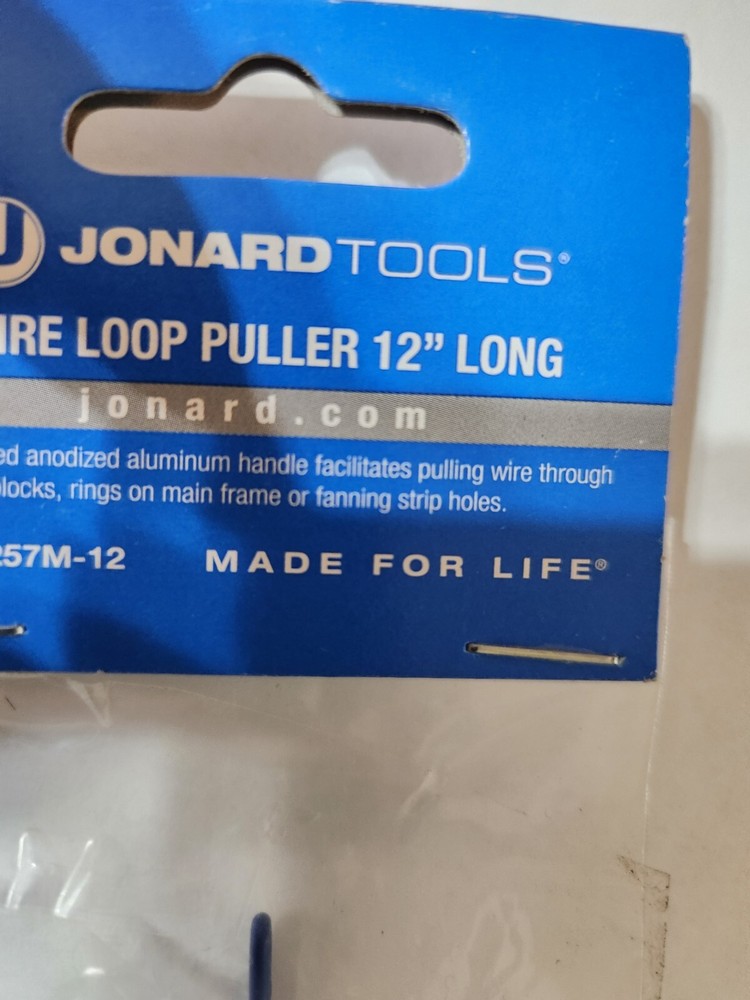 JONARDTOOLS®
IRE LOOP PULLER 12” LONG
jonard.com
ed anodized aluminum handle facilitates pulling wire through
locks, rings on main frame or fanning strip holes.
257M-12 MADE FOR LIFE®